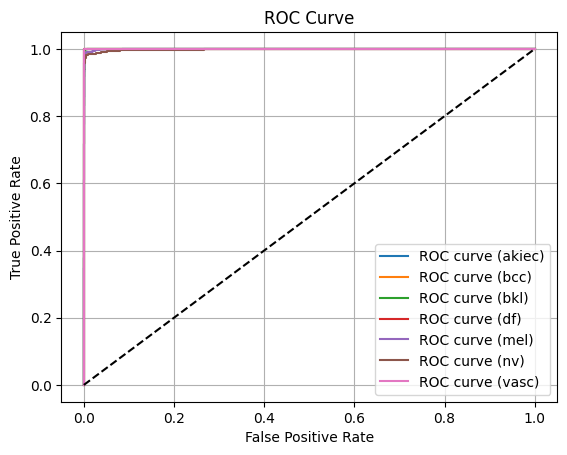 ROC Curve
1.0
0.8
0.6
0.4
0.2
0.0
True Positive Rate
0.0 0.2 0.4 0.6 0.8 1.0
False Positive Rate
ROC curve (akiec)
ROC curve (bcc)
ROC curve (bkl)
ROC curve (df)
ROC curve (mel)
ROC curve (nv)
ROC curve (vasc)